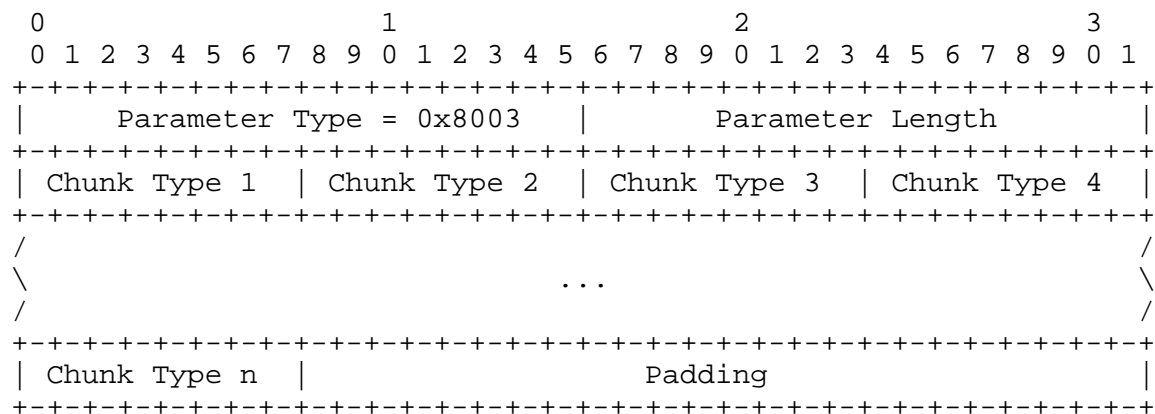 0                   1                   2                   3
 0 1 2 3 4 5 6 7 8 9 0 1 2 3 4 5 6 7 8 9 0 1 2 3 4 5 6 7 8 9 0 1
+-+-+-+-+-+-+-+-+-+-+-+-+-+-+-+-+-+-+-+-+-+-+-+-+-+-+-+-+-+-+-+-+
|     Parameter Type = 0x8003   |       Parameter Length        |
+-+-+-+-+-+-+-+-+-+-+-+-+-+-+-+-+-+-+-+-+-+-+-+-+-+-+-+-+-+-+-+-+
| Chunk Type 1  | Chunk Type 2  | Chunk Type 3  | Chunk Type 4  |
+-+-+-+-+-+-+-+-+-+-+-+-+-+-+-+-+-+-+-+-+-+-+-+-+-+-+-+-+-+-+-+-+
/                                                               /
\                              ...                              \
/                                                               /
+-+-+-+-+-+-+-+-+-+-+-+-+-+-+-+-+-+-+-+-+-+-+-+-+-+-+-+-+-+-+-+-+
| Chunk Type n  |                   Padding                     |
+-+-+-+-+-+-+-+-+-+-+-+-+-+-+-+-+-+-+-+-+-+-+-+-+-+-+-+-+-+-+-+-+